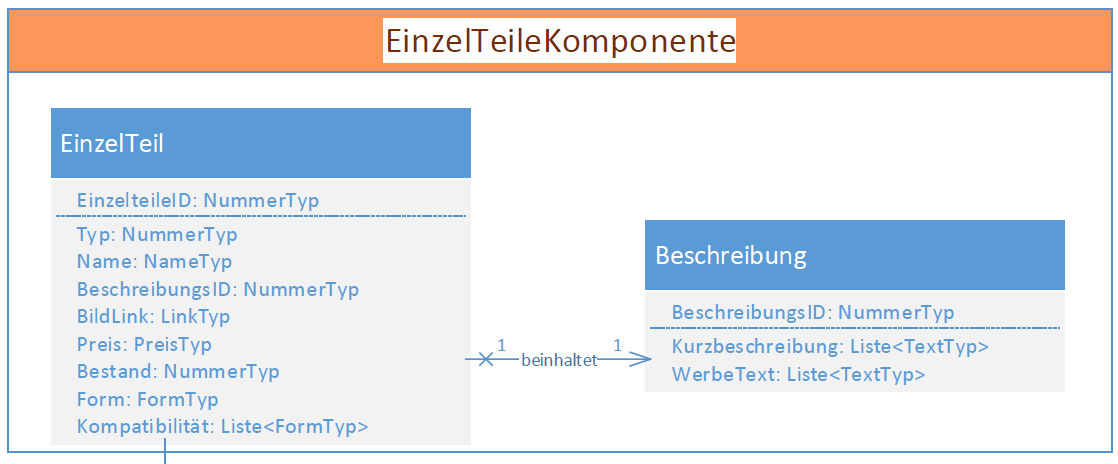 EinzelTeileKomponente
EinzelTeil
EinzelteileID: NummerTyp
Typ: NummerTyp
Name: NameTyp
BeschreibungsID: NummerTyp
BildLink: LinkTyp
Preis: PreisTyp
Bestand: NummerTyp
Form: FormTyp
Kompatibilität: Liste<FormTyp>
1
beinhaltet
1
Beschreibung
BeschreibungsID: NummerTyp
Kurzbeschreibung: Liste<TextTyp>
WerbeText: Liste<TextTyp>